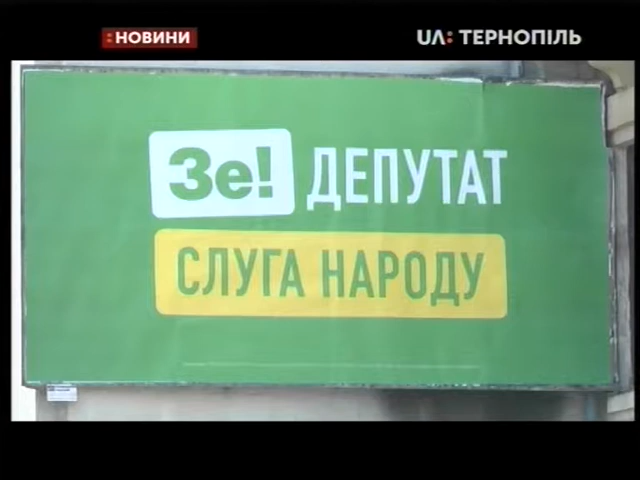 :НОВИНИ
UA: ТЕРНОПІЛЬ
Зе! ДЕПУТАТ
СЛУГА НАРОДУ